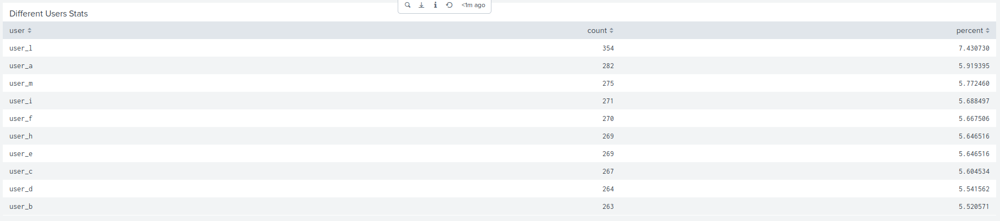 <1m ago
Different Users Stats
user count percent
user_l 354 7.430730
user_a 282 5.919395
user_m 275 5.772460
user_i 271 5.688497
user_f 270 5.667506
user_h 269 5.646516
user_e 269 5.646516
user_c 267 5.604534
user_d 264 5.541562
user_b 263 5.520571